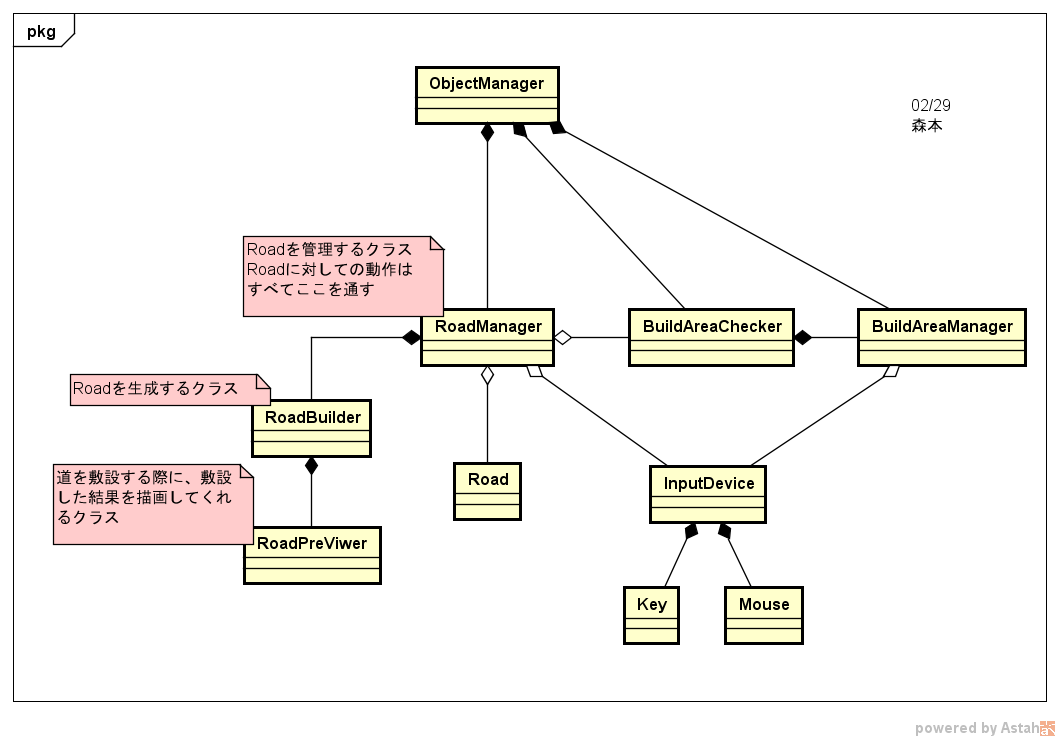 pkg
ObjectManager
02/29
森本
Roadを管理するクラス
Roadに対しての動作は
すべてここを通す
RoadManager
BuildAreaChecker
BuildAreaManager
Roadを生成するクラス
RoadBuilder
道を敷設する際に、敷設
した結果を描画してくれ
るクラス
Road
InputDevice
RoadPreViwer
Key
Mouse
powered by Astah